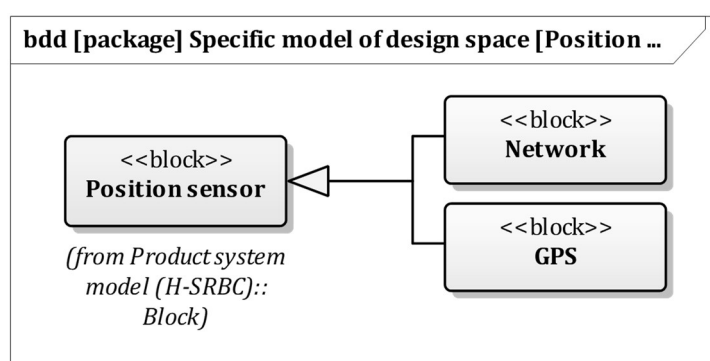 bdd [package] Specific model of design space [Position ...
<<block>>
Position sensor
(from Product system
model (H-SRBC)::
Block)
<<block>>
Network
<<block>>
GPS